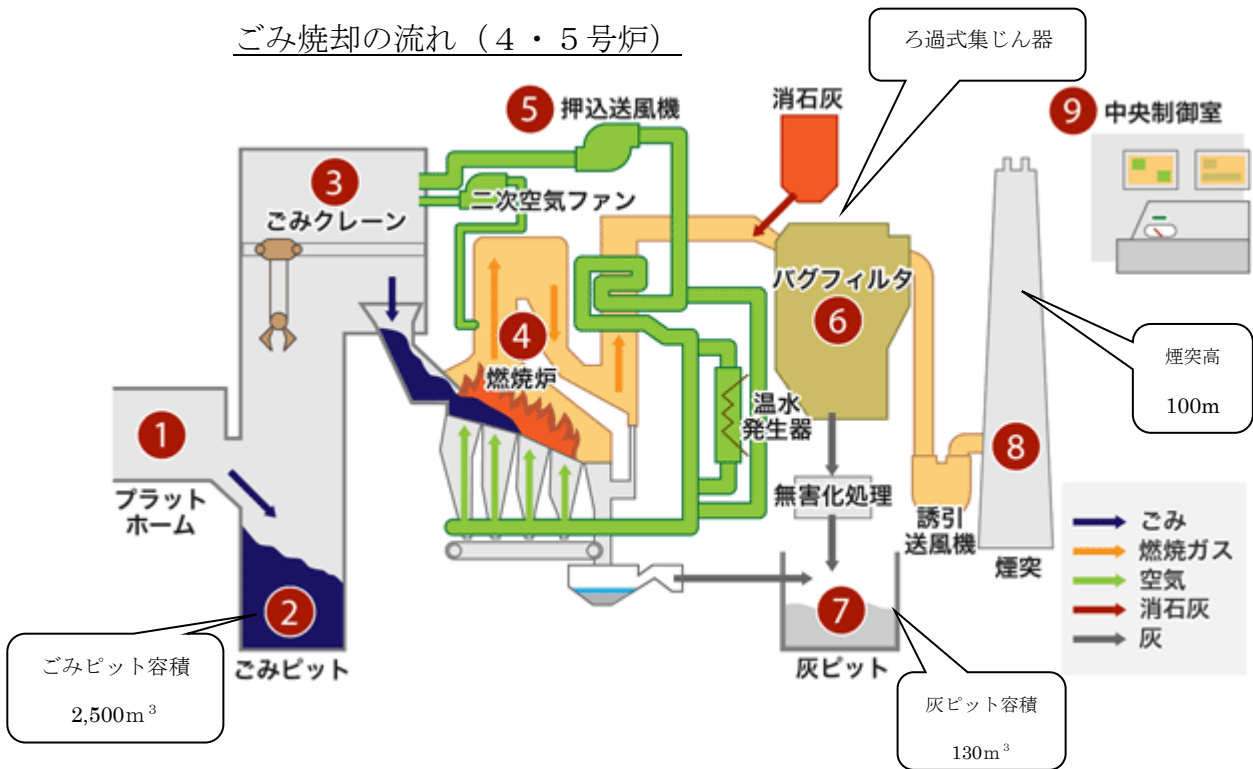 ごみ焼却の流れ（４・５号炉）
ろ過式集じん器
5 押込送風機
消石灰
9 中央制御室
3
ごみクレーン
二次空気ファン
バグフィルタ
6
4
燃焼炉
煙突高
100m
1
プラット
ホーム
温水
発生器
8
無害化処理
誘引
送風機
煙突
ごみ
燃焼ガス
空気
消石灰
灰
2
ごみピット
7
灰ピット
ごみピット容積
2,500m³
灰ピット容積
130m³